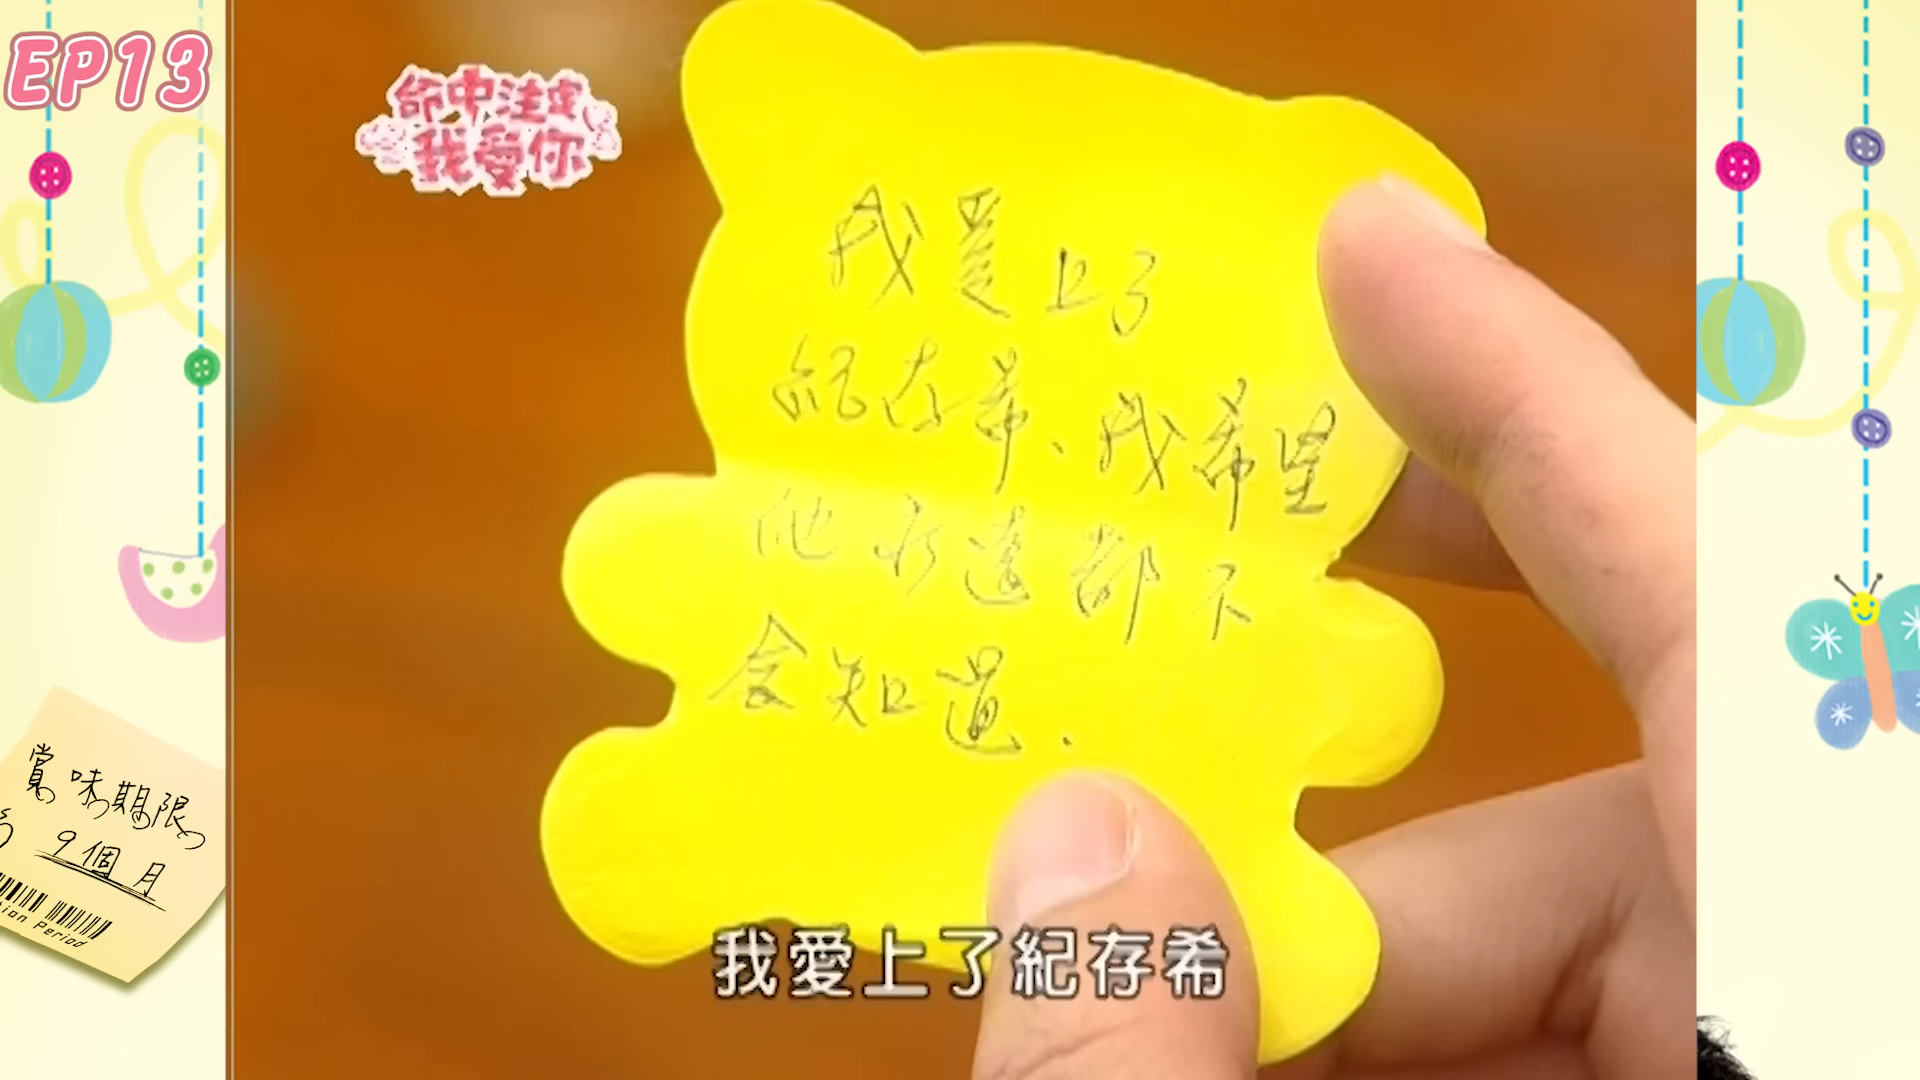 EP13
命中注定
我愛你
我愛上了
紀存希、我希望
他永遠都不
會知道.
賞味期限
9個月
tion Period
我愛上了紀存希